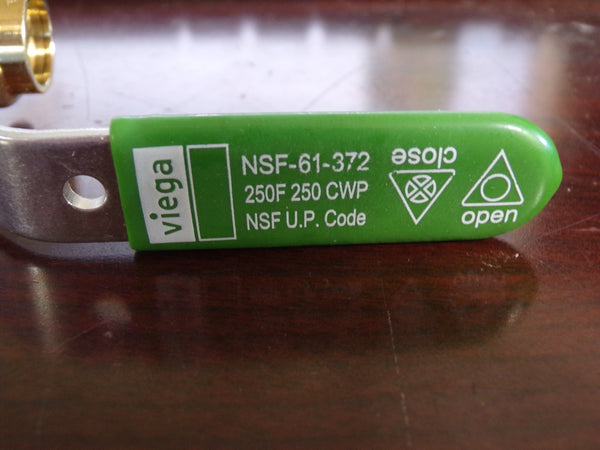 viega
NSF-61-372
250F 250 CWP
NSF U.P. Code
close
open